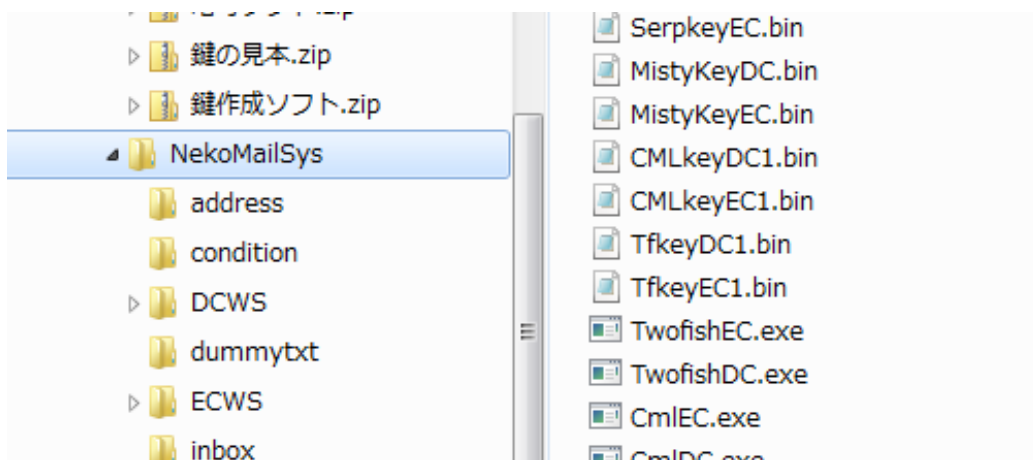 鍵の見本.zip
鍵作成ソフト.zip
NekoMailSys
address
condition
DCWS
dummytxt
ECWS
inbox
SerpkeyEC.bin
MistyKeyDC.bin
MistyKeyEC.bin
CMLkeyDC1.bin
CMLkeyEC1.bin
TfkeyDC1.bin
TfkeyEC1.bin
TwofishEC.exe
TwofishDC.exe
CmlEC.exe
CmlDC.exe